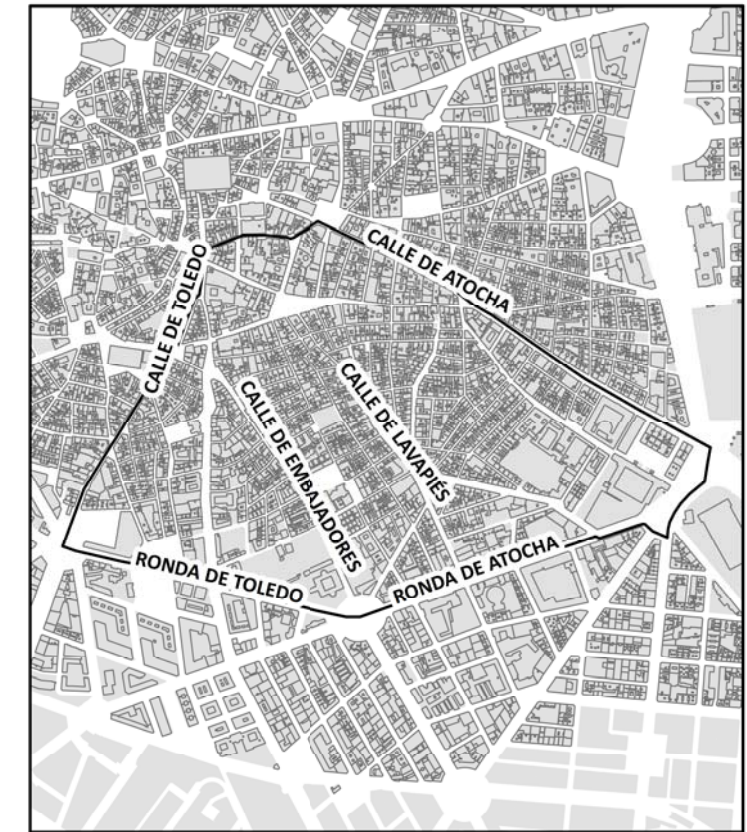 CALLE DE ATOCHA
CALLE DE TOLEDO
CALLE DE LAVAPIÉS
CALLE DE EMBAJADORES
RONDA DE TOLEDO
RONDA DE ATOCHA